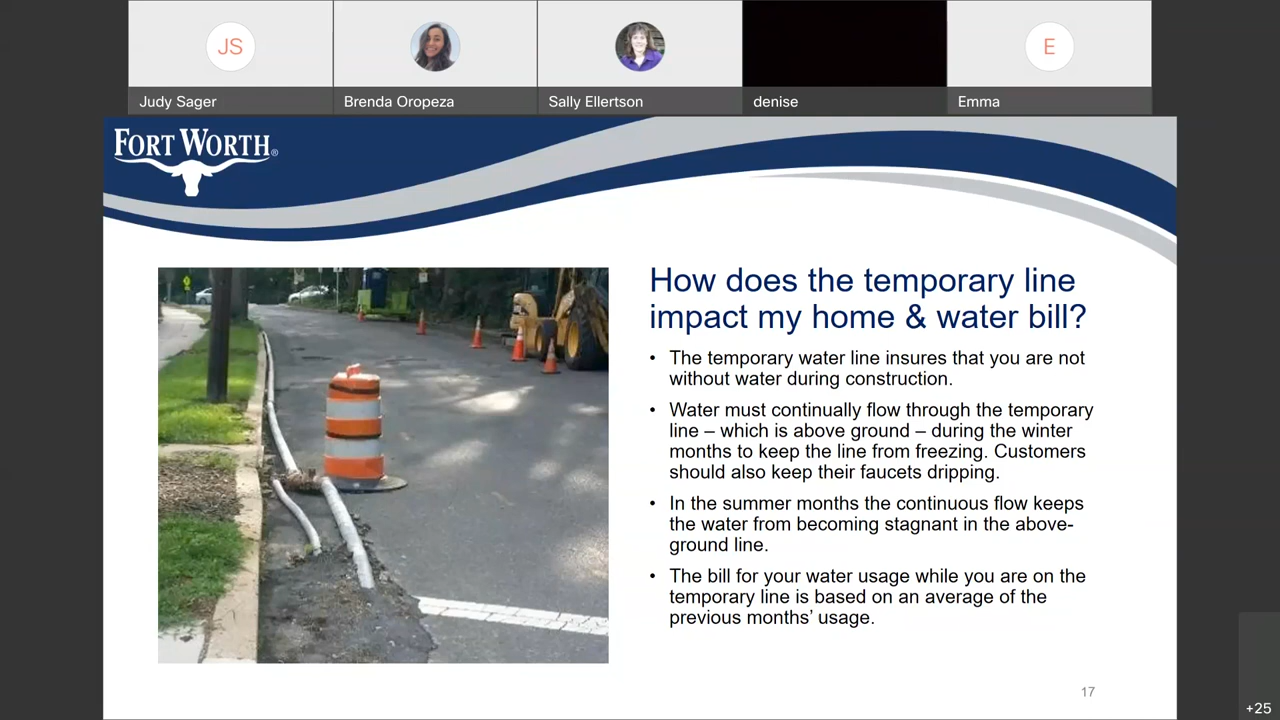 JS
E
Judy Sager
Brenda Oropeza
Sally Ellertson
denise
Emma
FORT WORTH®
How does the temporary line
impact my home & water bill?
• The temporary water line insures that you are not
without water during construction.
• Water must continually flow through the temporary
line – which is above ground – during the winter
months to keep the line from freezing. Customers
should also keep their faucets dripping.
• In the summer months the continuous flow keeps
the water from becoming stagnant in the above-
ground line.
• The bill for your water usage while you are on the
temporary line is based on an average of the
previous months’ usage.
17
+25